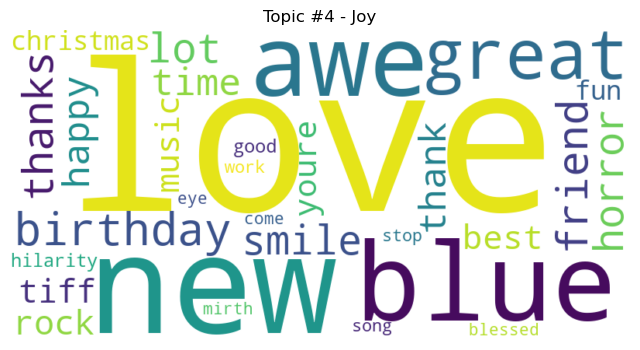 Topic #4 - Joy
christmas
lot
awe
great
thanks
happy
time
music
love
fun
good
work
youre
thank
friend
horror
eye
birthday
come
smile
stop
best
hilarity
tiff
new
blue
rock
mirth
song
blessed